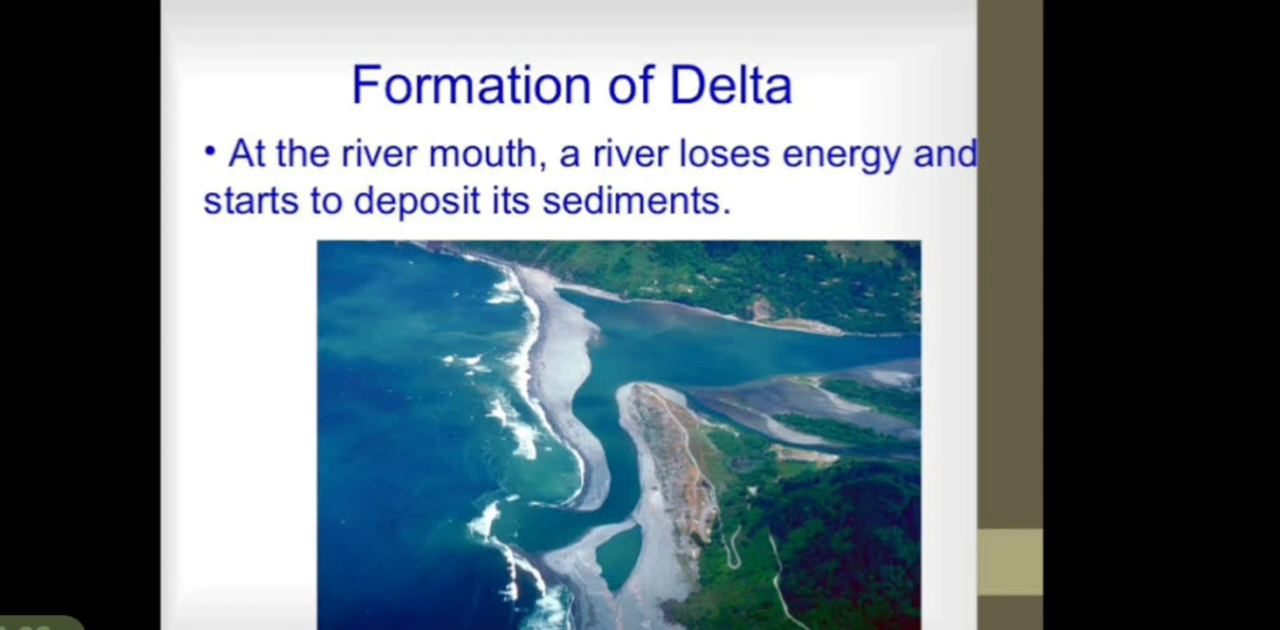 Formation of Delta
• At the river mouth, a river loses energy and
starts to deposit its sediments.